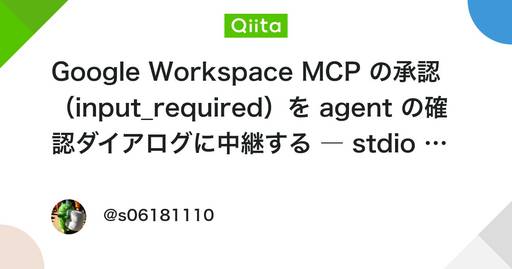 Qiita
Google Workspace MCP の承認
（input_required）を agent の確
認ダイアログに中継する — stdio …
@s06181110